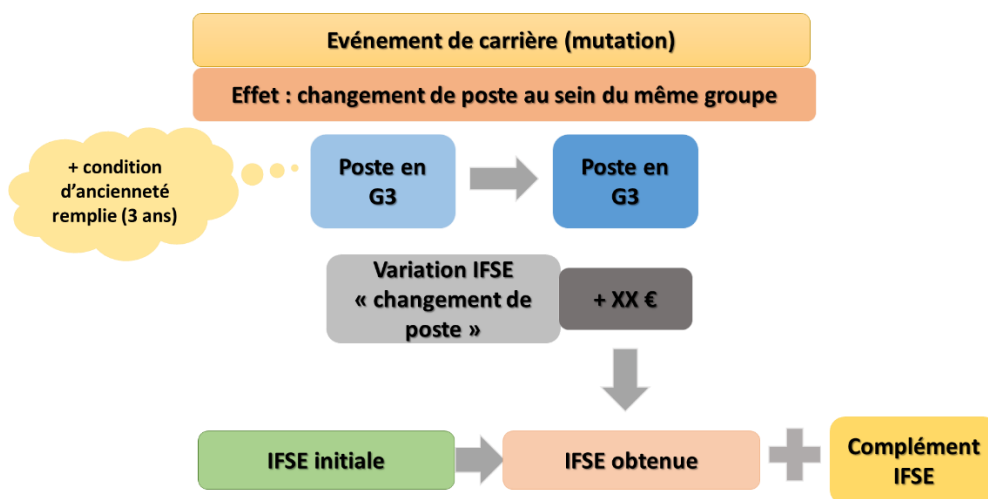 Evénement de carrière (mutation)
Effet : changement de poste au sein du même groupe
+ condition
d'ancienneté
remplie (3 ans)
Poste en
G3
Poste en
G3
Variation IFSE
« changement de
poste »
+ XX €
IFSE initiale
IFSE obtenue
Complément
IFSE